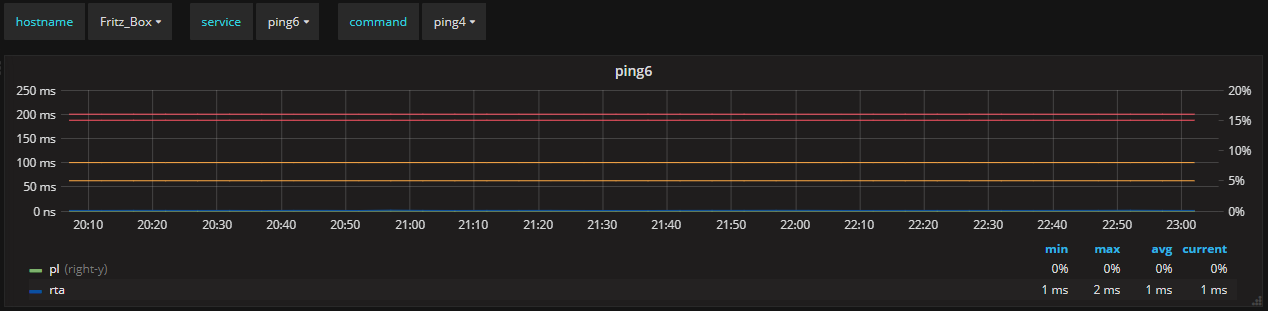 hostname Fritz_Box service ping6 command ping4
ping6
250 ms 20%
200 ms
150 ms 15%
100 ms 10%
50 ms 5%
0 ns 0%
20:10 20:20 20:30 20:40 20:50 21:00 21:10 21:20 21:30 21:40 21:50 22:00 22:10 22:20 22:30 22:40 22:50 23:00
min max avg current
pl (right-y) 0% 0% 0% 0%
rta 1 ms 2 ms 1 ms 1 ms